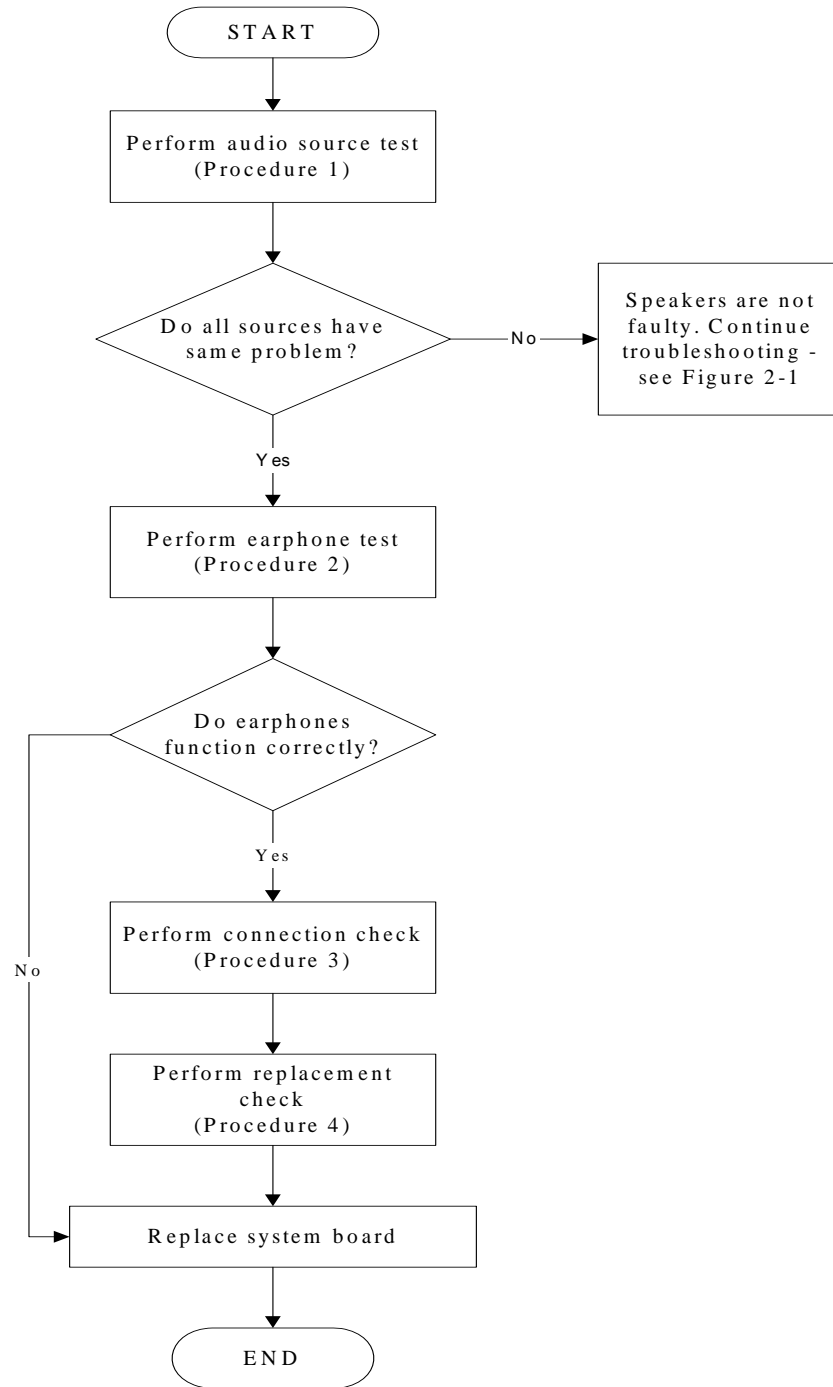 START
Perform audio source test
(Procedure 1)
Do all sources have
same problem?
No
Speakers are not
faulty. Continue
troubleshooting -
see Figure 2-1
Yes
Perform earphone test
(Procedure 2)
Do earphones
function correctly?
Yes
Perform connection check
(Procedure 3)
No
Perform replacement
check
(Procedure 4)
Replace system board
END